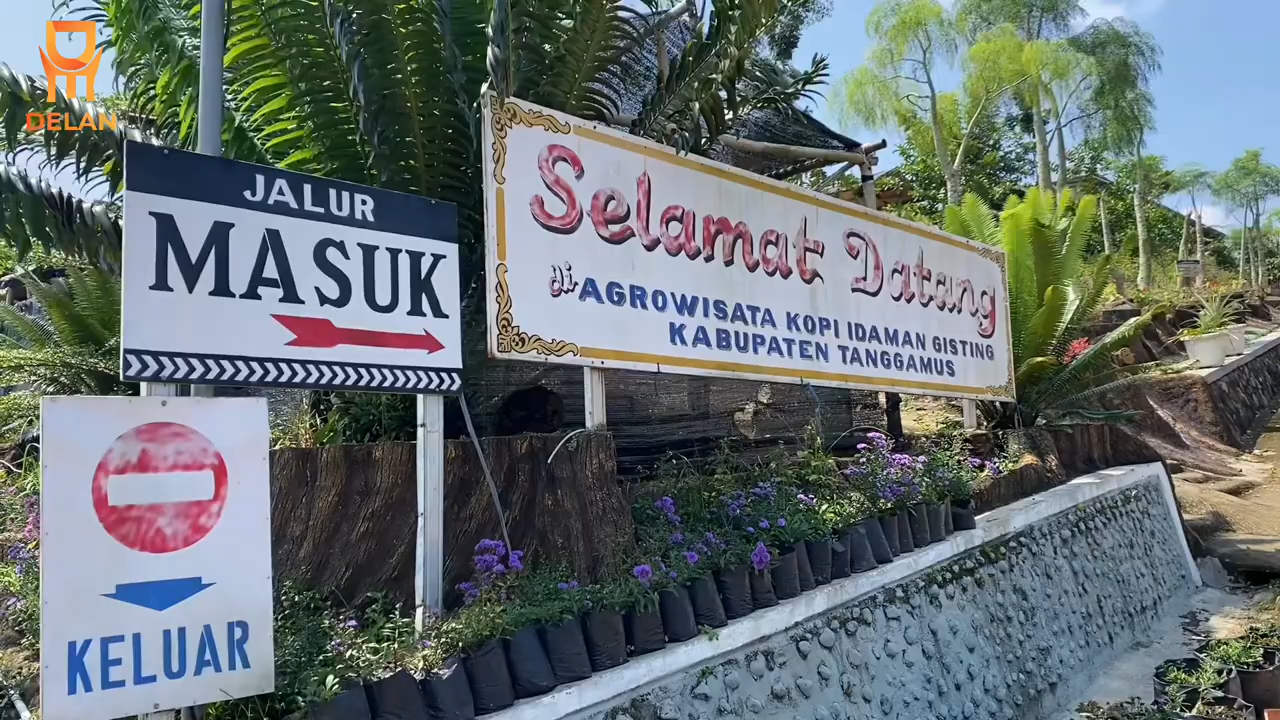 DELAN
JALUR
MASUK
Selamat Datang
di AGROWISATA KOPI IDAMAN GISTING
KABUPATEN TANGGAMUS
KELUAR